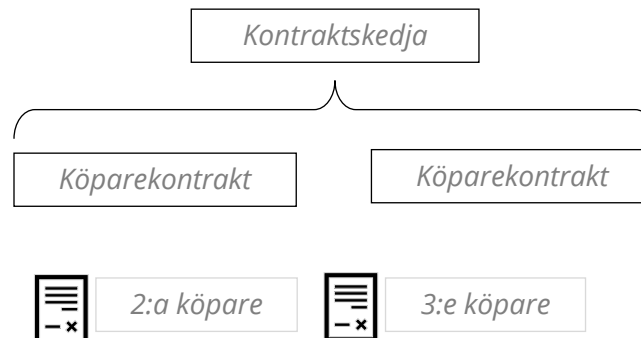 Kontraktskedja
Köparekontrakt
Köparekontrakt
2:a köpare
3:e köpare